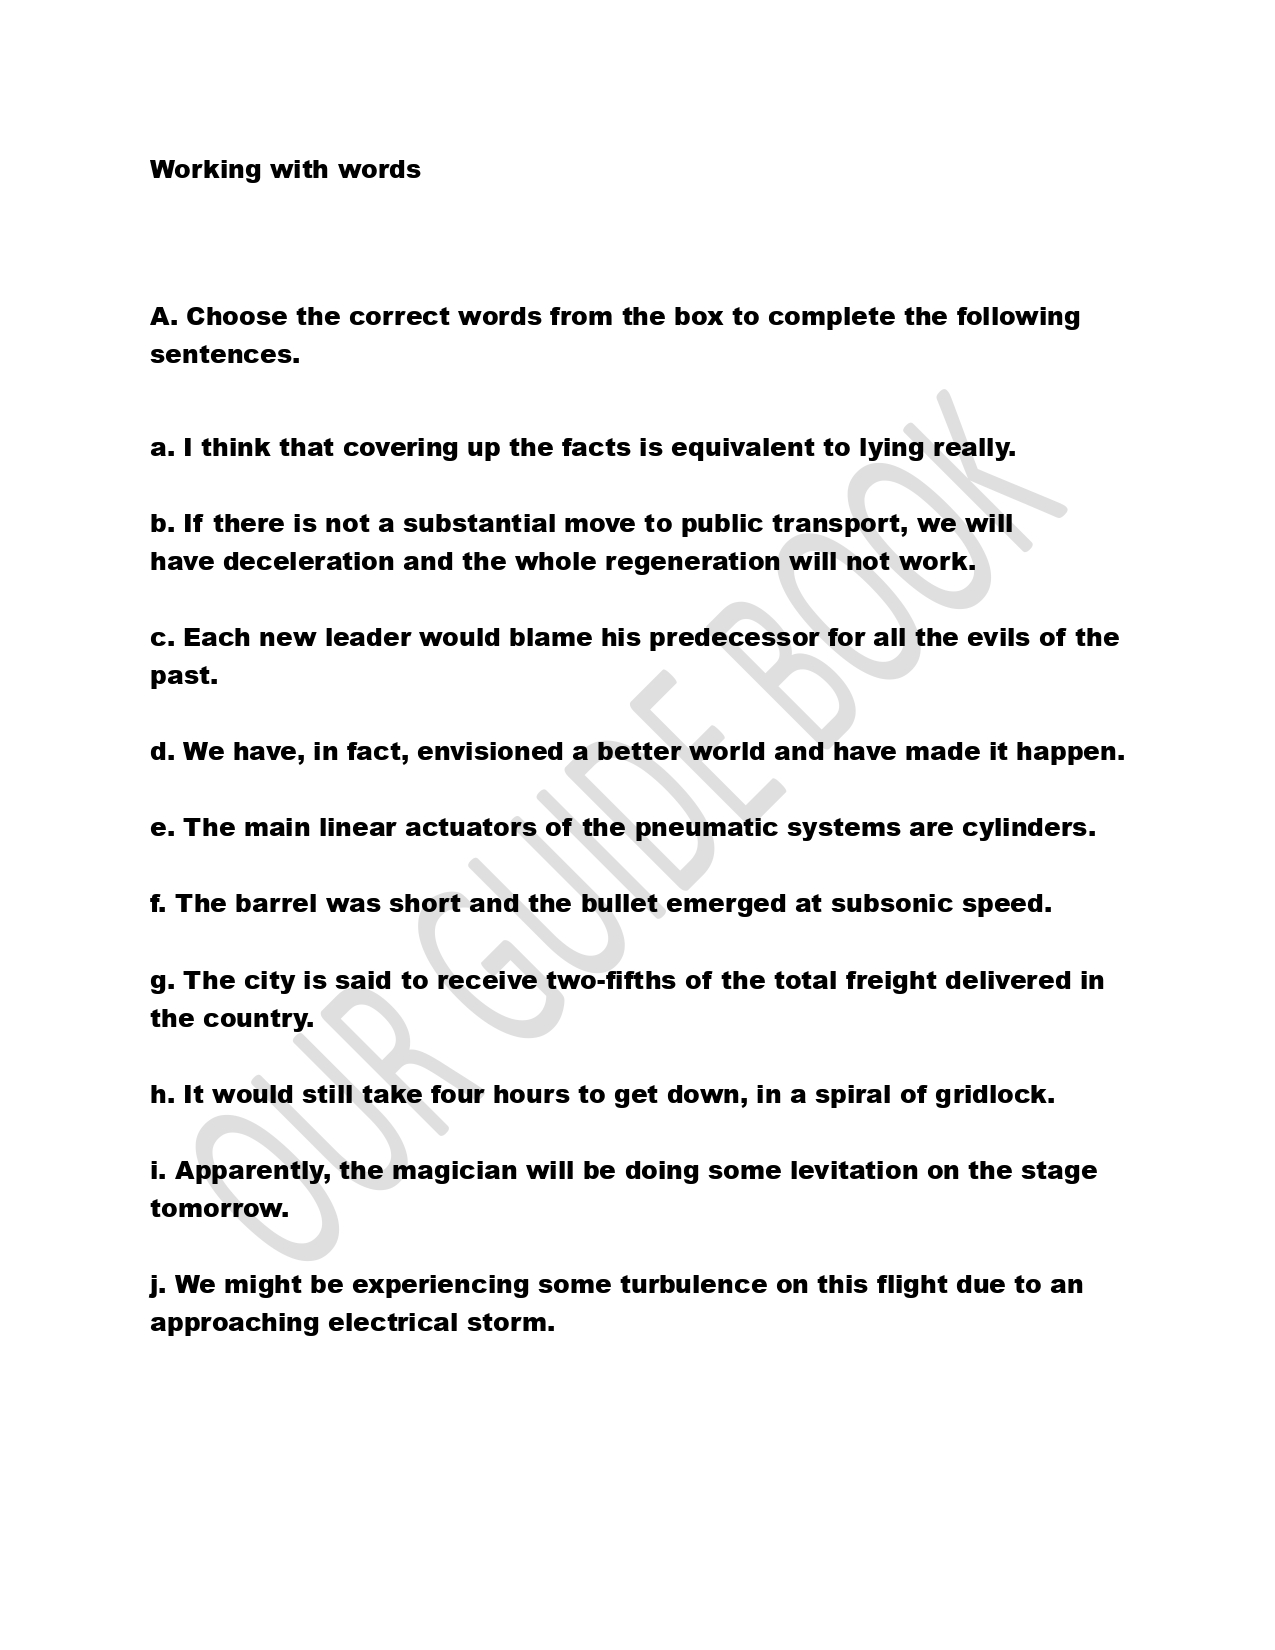 Working with words
A. Choose the correct words from the box to complete the following
sentences.
a. I think that covering up the facts is equivalent to lying really.
b. If there is not a substantial move to public transport, we will
have deceleration and the whole regeneration will not work.
c. Each new leader would blame his predecessor for all the evils of the
past.
d. We have, in fact, envisioned a better world and have made it happen.
e. The main linear actuators of the pneumatic systems are cylinders.
f. The barrel was short and the bullet emerged at subsonic speed.
g. The city is said to receive two-fifths of the total freight delivered in
the country.
h. It would still take four hours to get down, in a spiral of gridlock.
i. Apparently, the magician will be doing some levitation on the stage
tomorrow.
j. We might be experiencing some turbulence on this flight due to an
approaching electrical storm.
OUR GUIDE BOOK